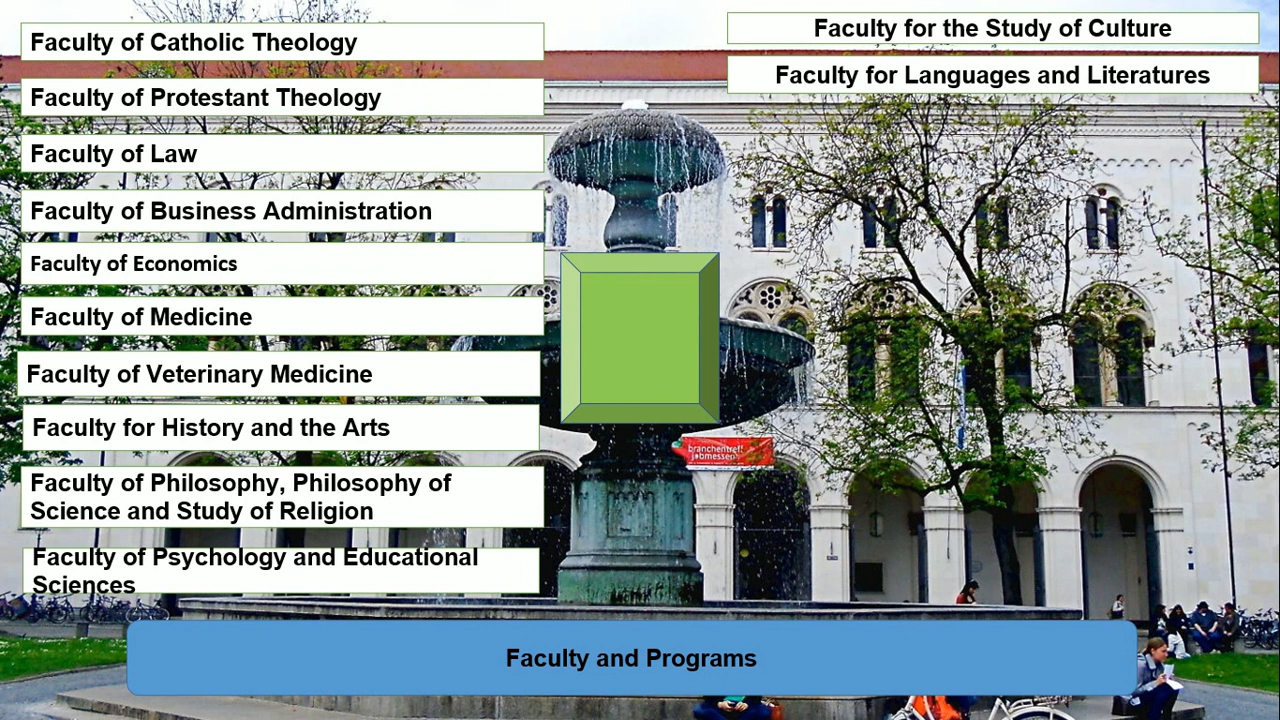 Faculty of Catholic Theology
Faculty of Protestant Theology
Faculty of Law
Faculty of Business Administration
Faculty of Economics
Faculty of Medicine
Faculty of Veterinary Medicine
Faculty for History and the Arts
Faculty of Philosophy, Philosophy of
Science and Study of Religion
Faculty of Psychology and Educational
Sciences
Faculty for the Study of Culture
Faculty for Languages and Literatures
branchentreff
jobmesse
Faculty and Programs